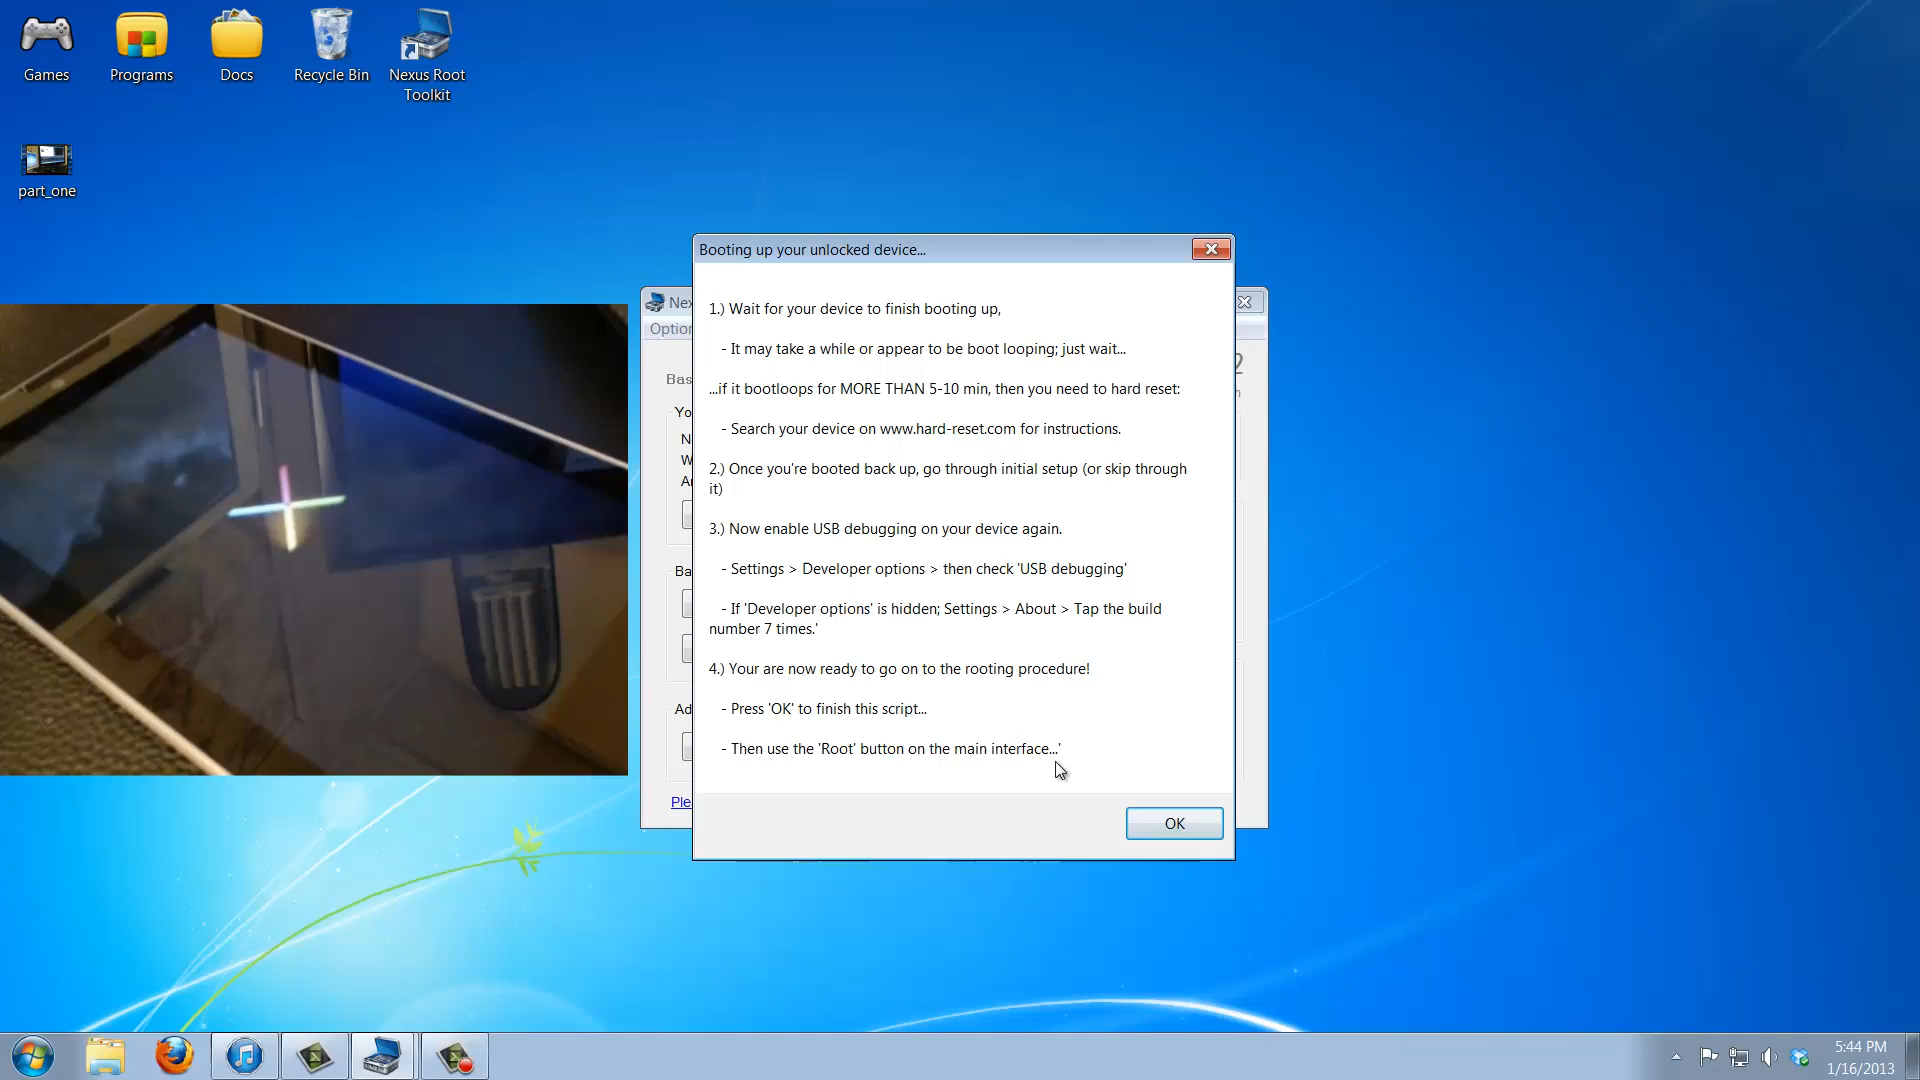 Games
Programs
Docs
Recycle Bin
Nexus Root
Toolkit
part_one
Booting up your unlocked device...
1.) Wait for your device to finish booting up,
- It may take a while or appear to be boot looping; just wait...
...if it bootloops for MORE THAN 5-10 min, then you need to hard reset:
- Search your device on www.hard-reset.com for instructions.
2.) Once you're booted back up, go through initial setup (or skip through
it)
3.) Now enable USB debugging on your device again.
- Settings > Developer options > then check 'USB debugging'
- If 'Developer options' is hidden; Settings > About > Tap the build
number 7 times.'
4.) Your are now ready to go on to the rooting procedure!
- Press 'OK' to finish this script...
- Then use the 'Root' button on the main interface...'
OK
Nex
Option
Bas
Yo
N
W
Ar
Ba
Ad
Ple
5:44 PM
1/16/2013